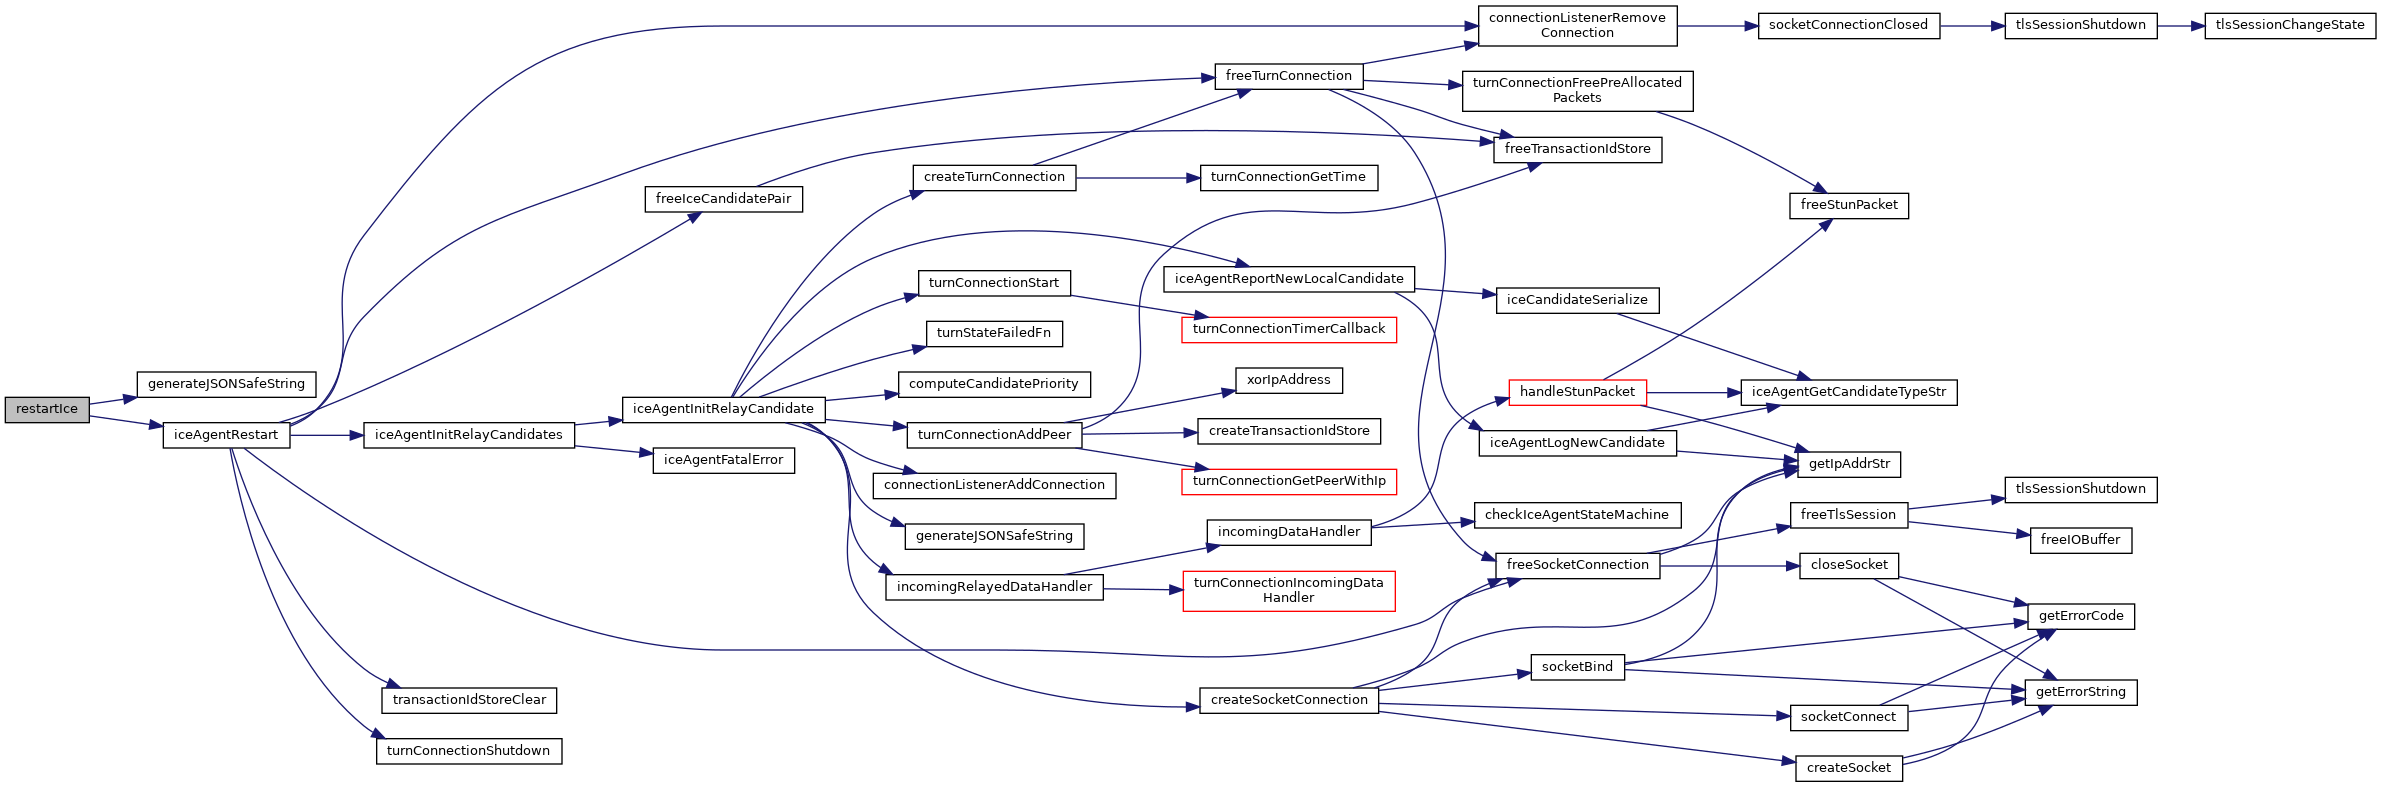 restartIce
generateJSONSafeString
iceAgentRestart
freeIceCandidatePair
iceAgentInitRelayCandidates
transactionIdStoreClear
turnConnectionShutdown
iceAgentInitRelayCandidate
iceAgentFatalError
createTurnConnection
turnConnectionStart
turnStateFailedFn
computeCandidatePriority
turnConnectionAddPeer
connectionListenerAddConnection
generateJSONSafeString
incomingRelayedDataHandler
freeTurnConnection
turnConnectionGetTime
iceAgentReportNewLocalCandidate
turnConnectionTimerCallback
xorIpAddress
createTransactionIdStore
turnConnectionGetPeerWithIp
incomingDataHandler
turnConnectionIncomingData
Handler
createSocketConnection
connectionListenerRemove
Connection
turnConnectionFreePreAllocated
Packets
freeTransactionIdStore
iceCandidateSerialize
handleStunPacket
iceAgentLogNewCandidate
checkIceAgentStateMachine
freeSocketConnection
socketBind
socketConnectionClosed
freeStunPacket
iceAgentGetCandidateTypeStr
getIpAddrStr
freeTlsSession
closeSocket
socketConnect
createSocket
tlsSessionShutdown
tlsSessionShutdown
freeIOBuffer
getErrorCode
getErrorString
tlsSessionChangeState